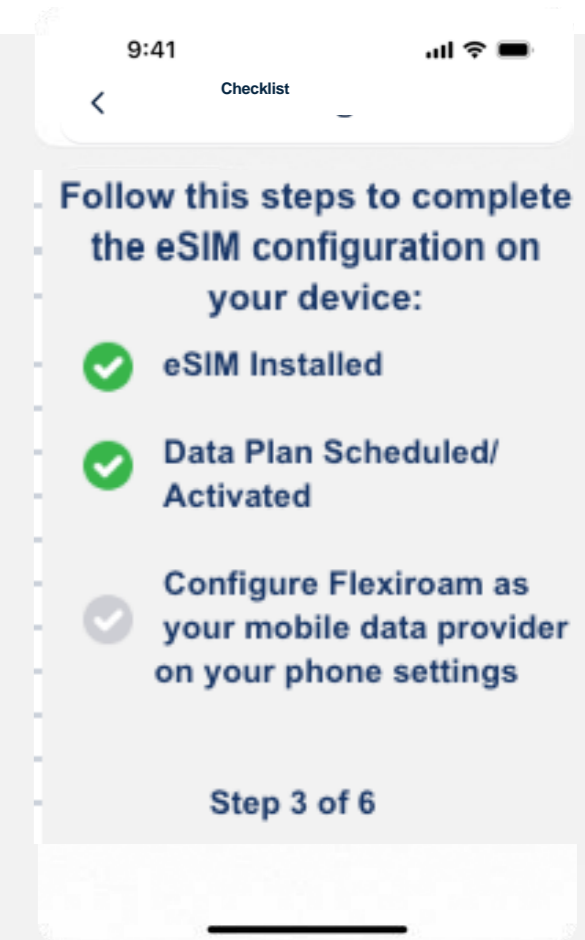 9:41
Checklist
Follow this steps to complete
the eSIM configuration on
your device:
eSIM Installed
Data Plan Scheduled/
Activated
Configure Flexiroam as
your mobile data provider
on your phone settings
Step 3 of 6